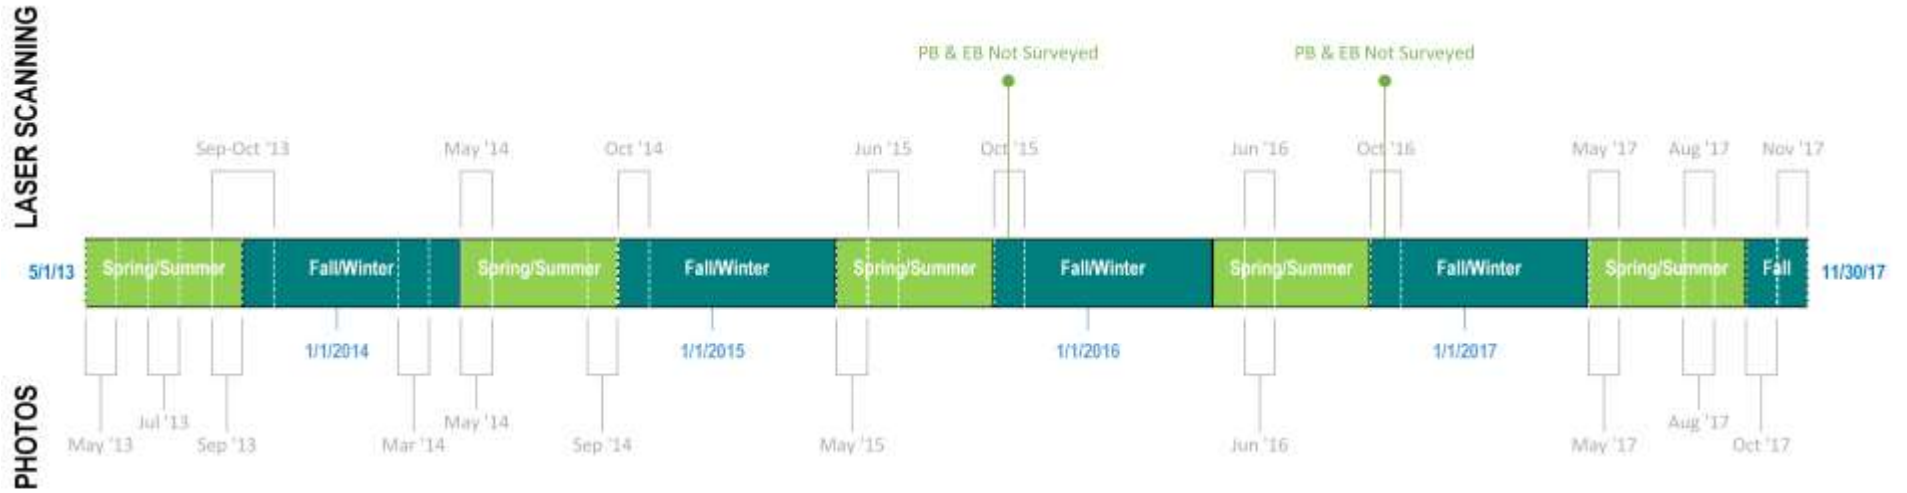 LASER SCANNING
PB & EB Not Surveyed
PB & EB Not Surveyed
Sep-Oct '13
May '14
Oct '14
Jun '15
Oct '15
Jun '16
Oct '16
May '17
Aug '17
Nov '17
5/1/13
Spring/Summer
Fall/Winter
Spring/Summer
Fall/Winter
Spring/Summer
Fall/Winter
Spring/Summer
Fall/Winter
Spring/Summer
Fall
11/30/17
1/1/2014
1/1/2015
1/1/2016
1/1/2017
PHOTOS
May '13
Jul '13
Sep '13
Mar '14
May '14
Sep '14
May '15
Jun '16
May '17
Aug '17
Oct '17